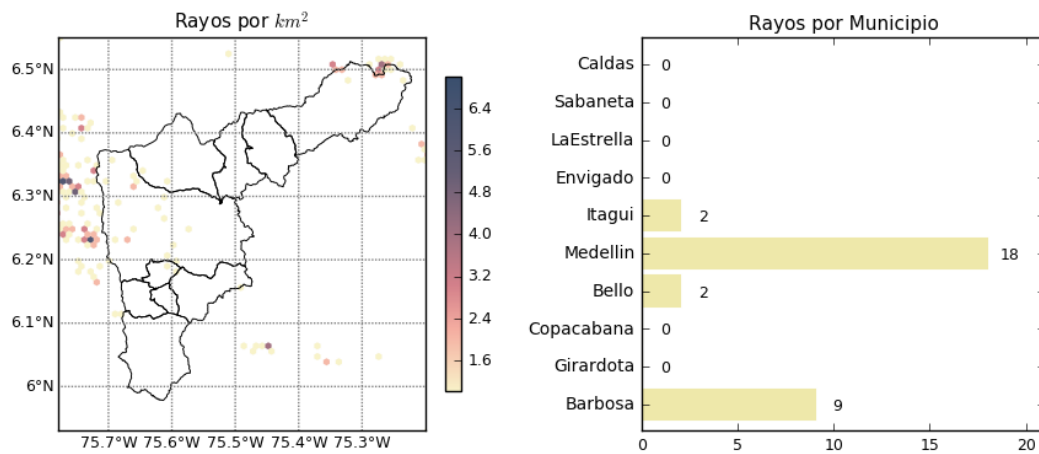 Rayos por km²
6.5°N
6.4°N
6.3°N
6.2°N
6.1°N
6°N
75.7°W 75.6°W 75.5°W 75.4°W 75.3°W
6.4
5.6
4.8
4.0
3.2
2.4
1.6
Rayos por Municipio
Caldas 0
Sabaneta 0
LaEstrella 0
Envigado 0
Itagui 2
Medellin 18
Bello 2
Copacabana 0
Girardota 0
Barbosa 9
0 5 10 15 20